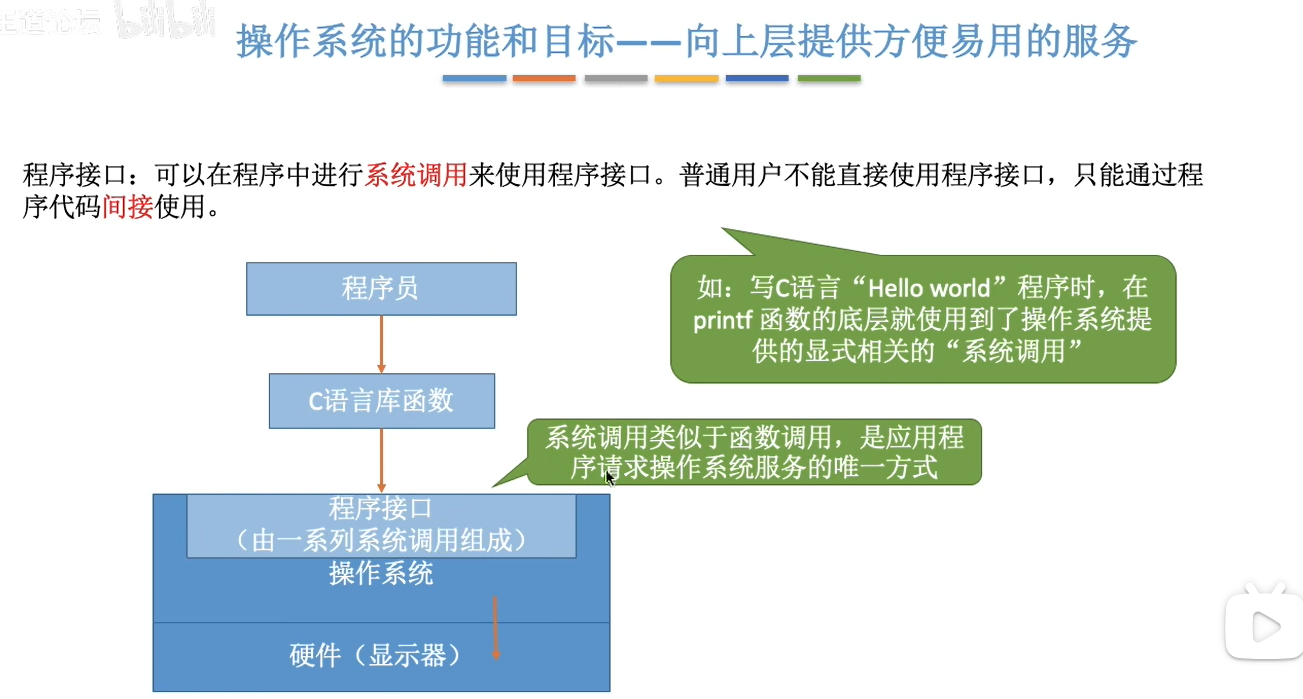 王道论坛 bilibili
操作系统的功能和目标——向上层提供方便易用的服务
程序接口：可以在程序中进行系统调用来使用程序接口。普通用户不能直接使用程序接口，只能通过程
序代码间接使用。
程序员
如：写C语言“Hello world”程序时，在
printf 函数的底层就使用到了操作系统提
供的显式相关的“系统调用”
C语言库函数
系统调用类似于函数调用，是应用程
序请求操作系统服务的唯一方式
程序接口
（由一系列系统调用组成）
操作系统
硬件（显示器）